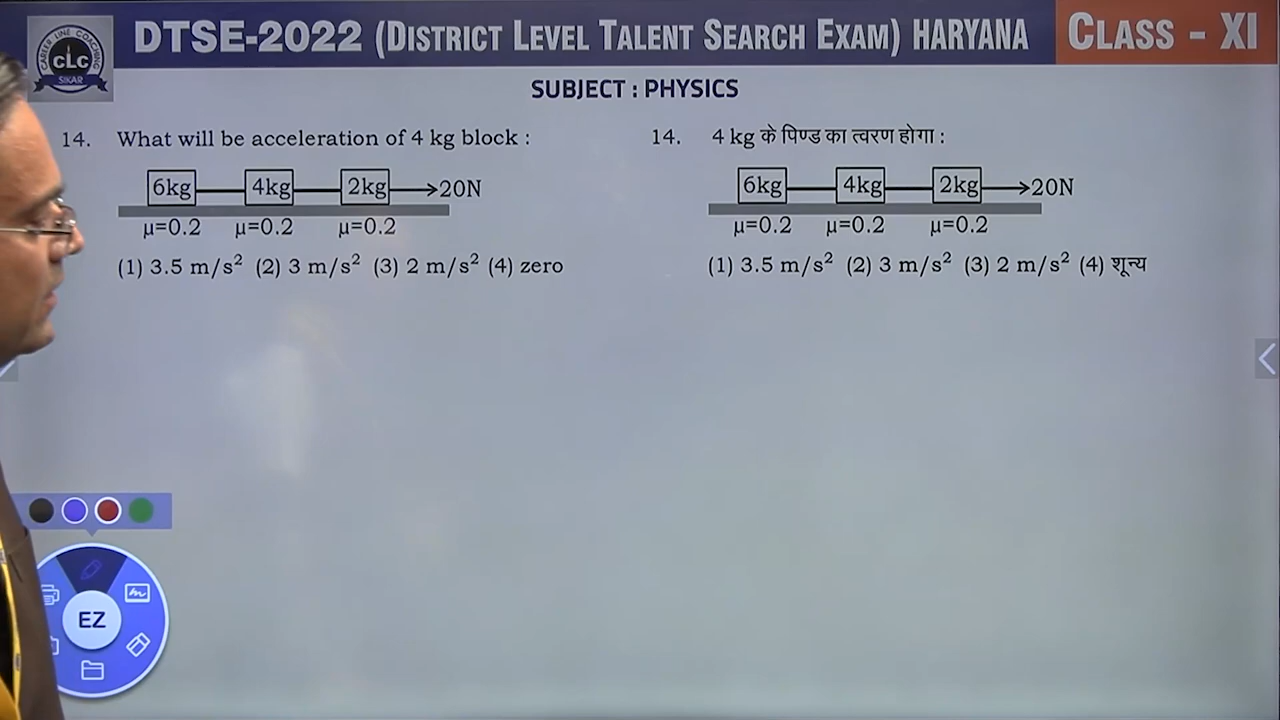 CAREER LINE COACHING
CLC
SIKAR
DTSE-2022 (DISTRICT LEVEL TALENT SEARCH EXAM) HARYANA
CLASS - XI
SUBJECT : PHYSICS
14. What will be acceleration of 4 kg block :
6kg 4kg 2kg 20N
μ=0.2 μ=0.2 μ=0.2
(1) 3.5 m/s² (2) 3 m/s² (3) 2 m/s² (4) zero
14. 4 kg के पिण्ड का त्वरण होगा :
6kg 4kg 2kg 20N
μ=0.2 μ=0.2 μ=0.2
(1) 3.5 m/s² (2) 3 m/s² (3) 2 m/s² (4) शून्य
EZ